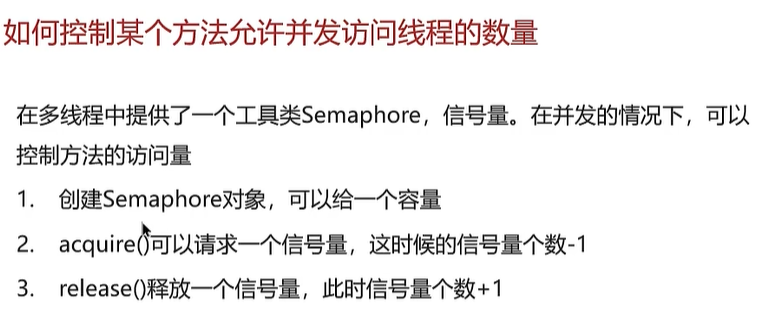 如何控制某个方法允许并发访问线程的数量
在多线程中提供了一个工具类Semaphore，信号量。在并发的情况下，可以
控制方法的访问量
1. 创建Semaphore对象，可以给一个容量
2. acquire()可以请求一个信号量，这时候的信号量个数-1
3. release()释放一个信号量，此时信号量个数+1